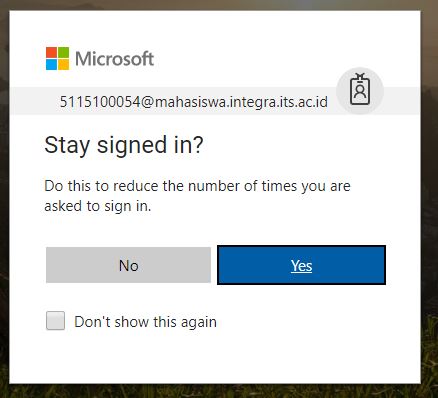 Microsoft
5115100054@mahasiswa.integra.its.ac.id
Stay signed in?
Do this to reduce the number of times you are
asked to sign in.
No
Yes
Don't show this again